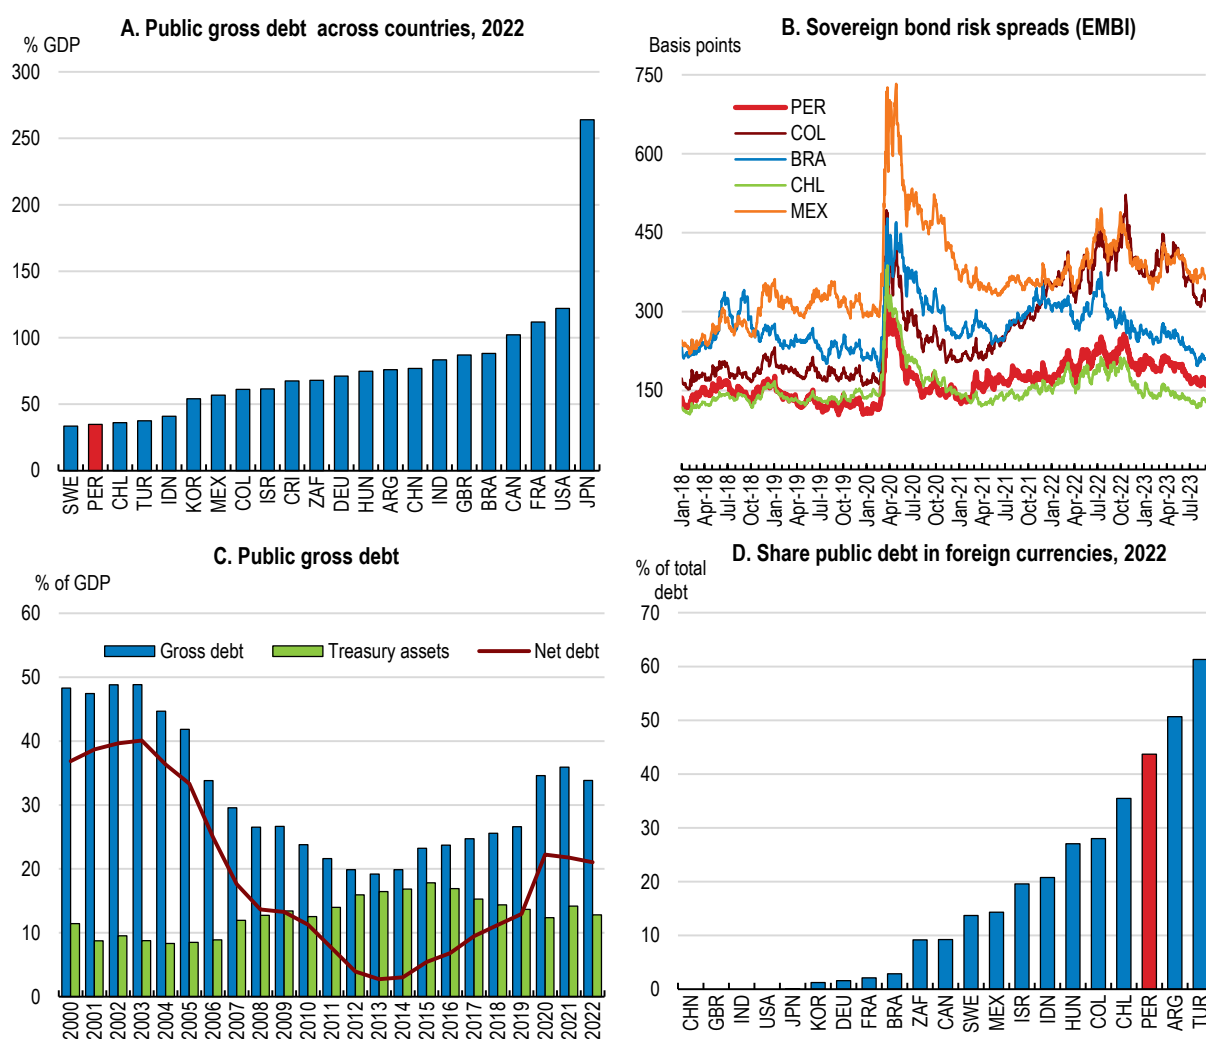 A. Public gross debt across countries, 2022
% GDP
300
250
200
150
100
50
0
SWE
PER
CHL
TUR
IDN
KOR
MEX
COL
ISR
CRI
ZAF
DEU
HUN
ARG
CHN
IND
GBR
BRA
CAN
FRA
USA
JPN
B. Sovereign bond risk spreads (EMBI)
Basis points
750
600
450
300
150
PER
COL
BRA
CHL
MEX
Jan-18
Apr-18
Jul-18
Oct-18
Jan-19
Apr-19
Jul-19
Oct-19
Jan-20
Apr-20
Jul-20
Oct-20
Jan-21
Apr-21
Jul-21
Oct-21
Jan-22
Apr-22
Jul-22
Oct-22
Jan-23
Apr-23
Jul-23
C. Public gross debt
% of GDP
60
50
40
30
20
10
0
Gross debt
Treasury assets
Net debt
2000
2001
2002
2003
2004
2005
2006
2007
2008
2009
2010
2011
2012
2013
2014
2015
2016
2017
2018
2019
2020
2021
2022
D. Share public debt in foreign currencies, 2022
% of total
debt
70
60
50
40
30
20
10
0
CHN
GBR
IND
USA
JPN
KOR
DEU
FRA
BRA
ZAF
CAN
SWE
MEX
ISR
IDN
HUN
COL
CHL
PER
ARG
TUR